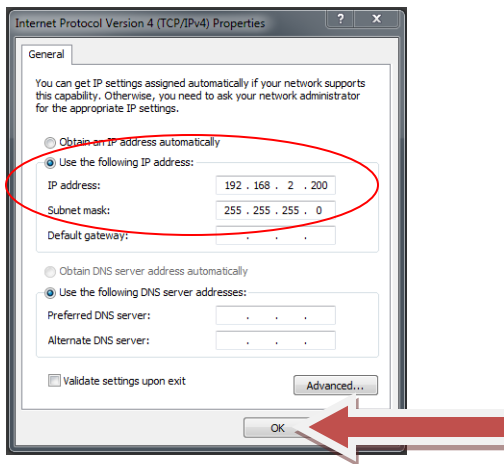 Internet Protocol Version 4 (TCP/IPv4) Properties
General
You can get IP settings assigned automatically if your network supports
this capability. Otherwise, you need to ask your network administrator
for the appropriate IP settings.
Obtain an IP address automatically
Use the following IP address:
IP address: 192 . 168 . 2 . 200
Subnet mask: 255 . 255 . 255 . 0
Default gateway: . . .
Obtain DNS server address automatically
Use the following DNS server addresses:
Preferred DNS server: . . .
Alternate DNS server: . . .
Validate settings upon exit
Advanced...
OK